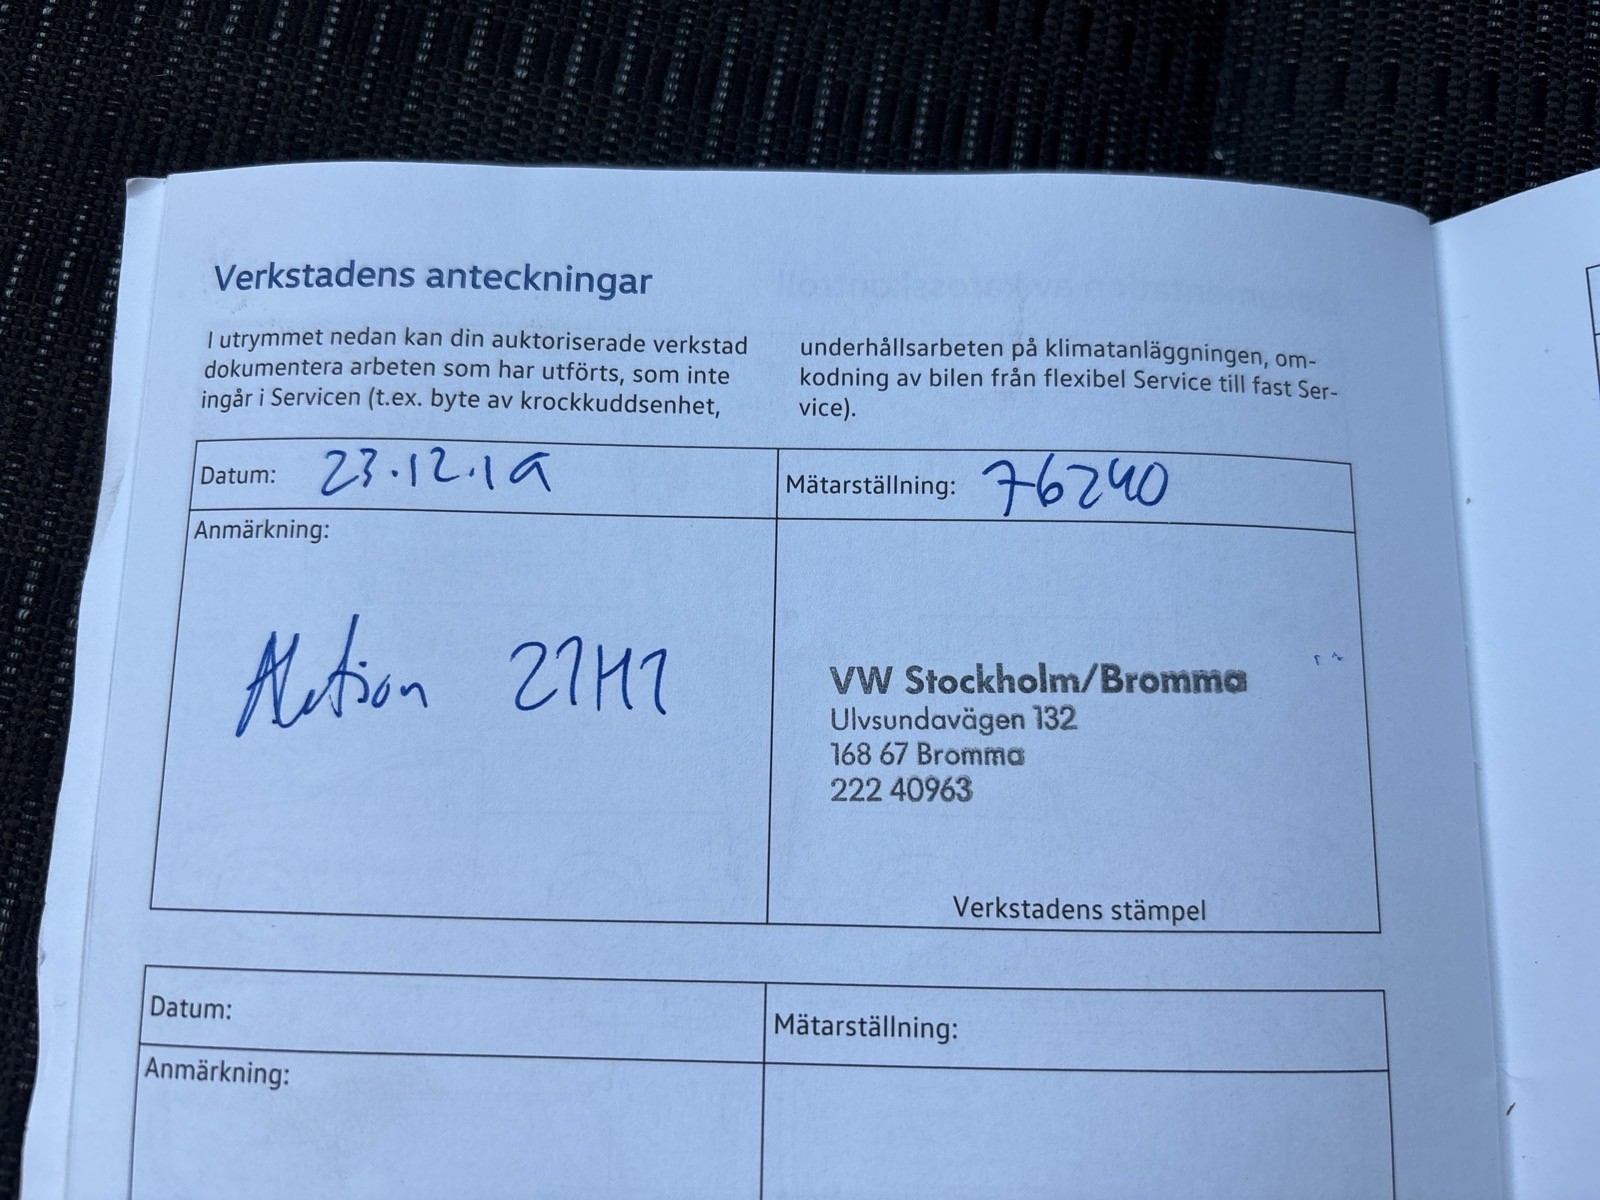 Verkstadens anteckningar
I utrymmet nedan kan din auktoriserade verkstad
dokumentera arbeten som har utförts, som inte
ingår i Servicen (t.ex. byte av krockkuddsenhet,
underhållsarbeten på klimatanläggningen, om-
kodning av bilen från flexibel Service till fast Ser-
vice).
Datum: 23.12.19
Mätarställning: 76240
Anmärkning:
Aktion 27H1
VW Stockholm/Bromma
Ulvsundavägen 132
168 67 Bromma
222 40963
Verkstadens stämpel
Datum:
Mätarställning:
Anmärkning: